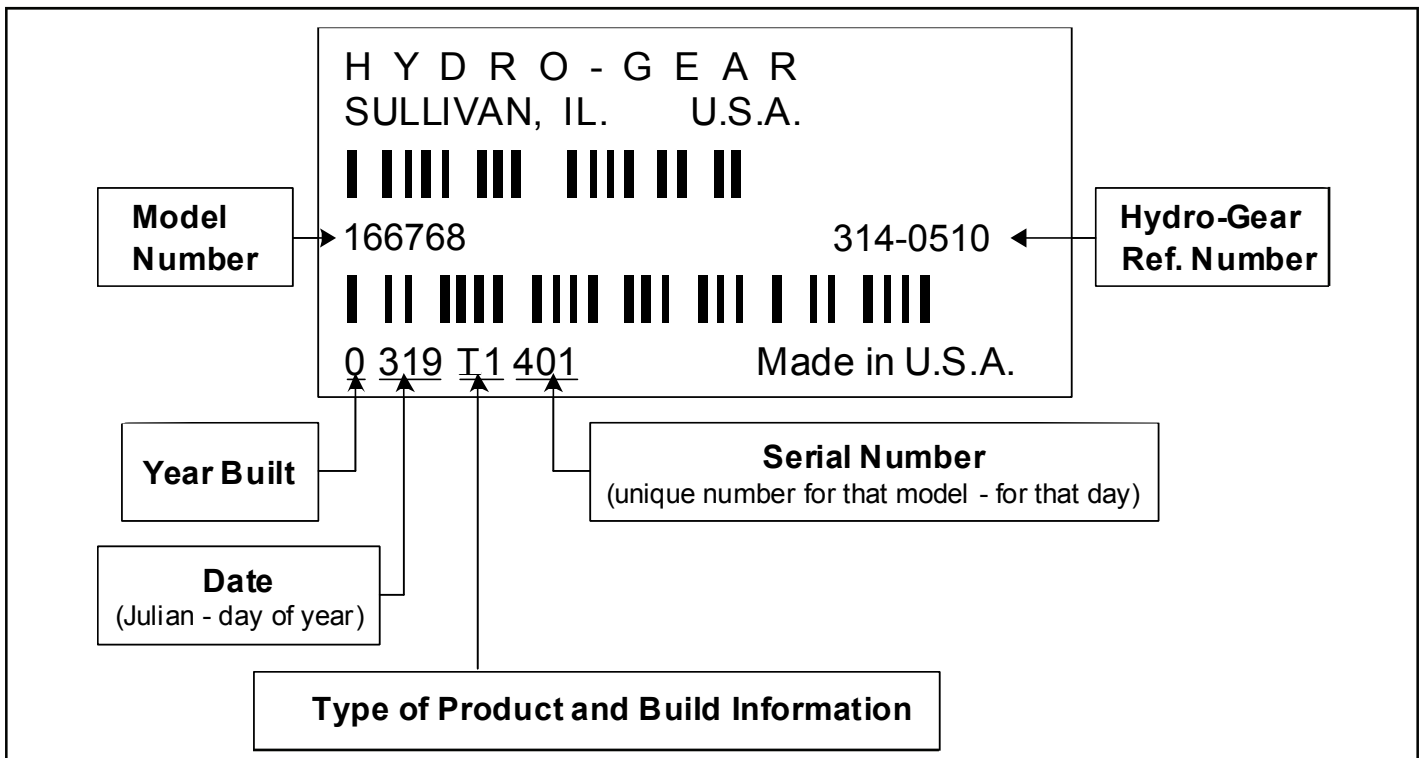 HYDRO-GEAR
SULLIVAN, IL. U.S.A.
Model
Number
166768
314-0510
Hydro-Gear
Ref. Number
0 319 T1 401
Made in U.S.A.
Year Built
Serial Number
(unique number for that model - for that day)
Date
(Julian - day of year)
Type of Product and Build Information